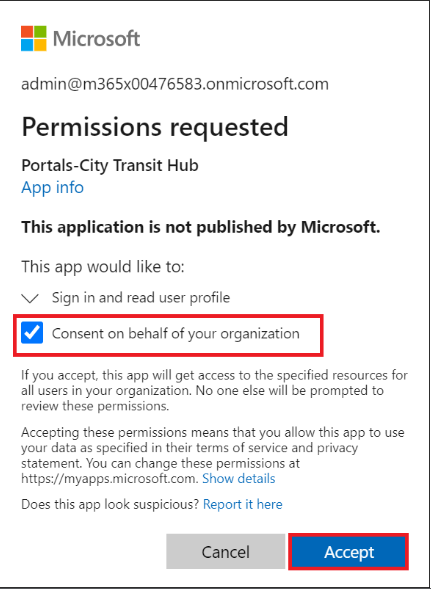 Microsoft
admin@m365x00476583.onmicrosoft.com
Permissions requested
Portals-City Transit Hub
App info
This application is not published by Microsoft.
This app would like to:
Sign in and read user profile
Consent on behalf of your organization
If you accept, this app will get access to the specified resources for
all users in your organization. No one else will be prompted to
review these permissions.
Accepting these permissions means that you allow this app to use
your data as specified in their terms of service and privacy
statement. You can change these permissions at
https://myapps.microsoft.com. Show details
Does this app look suspicious? Report it here
Cancel
Accept